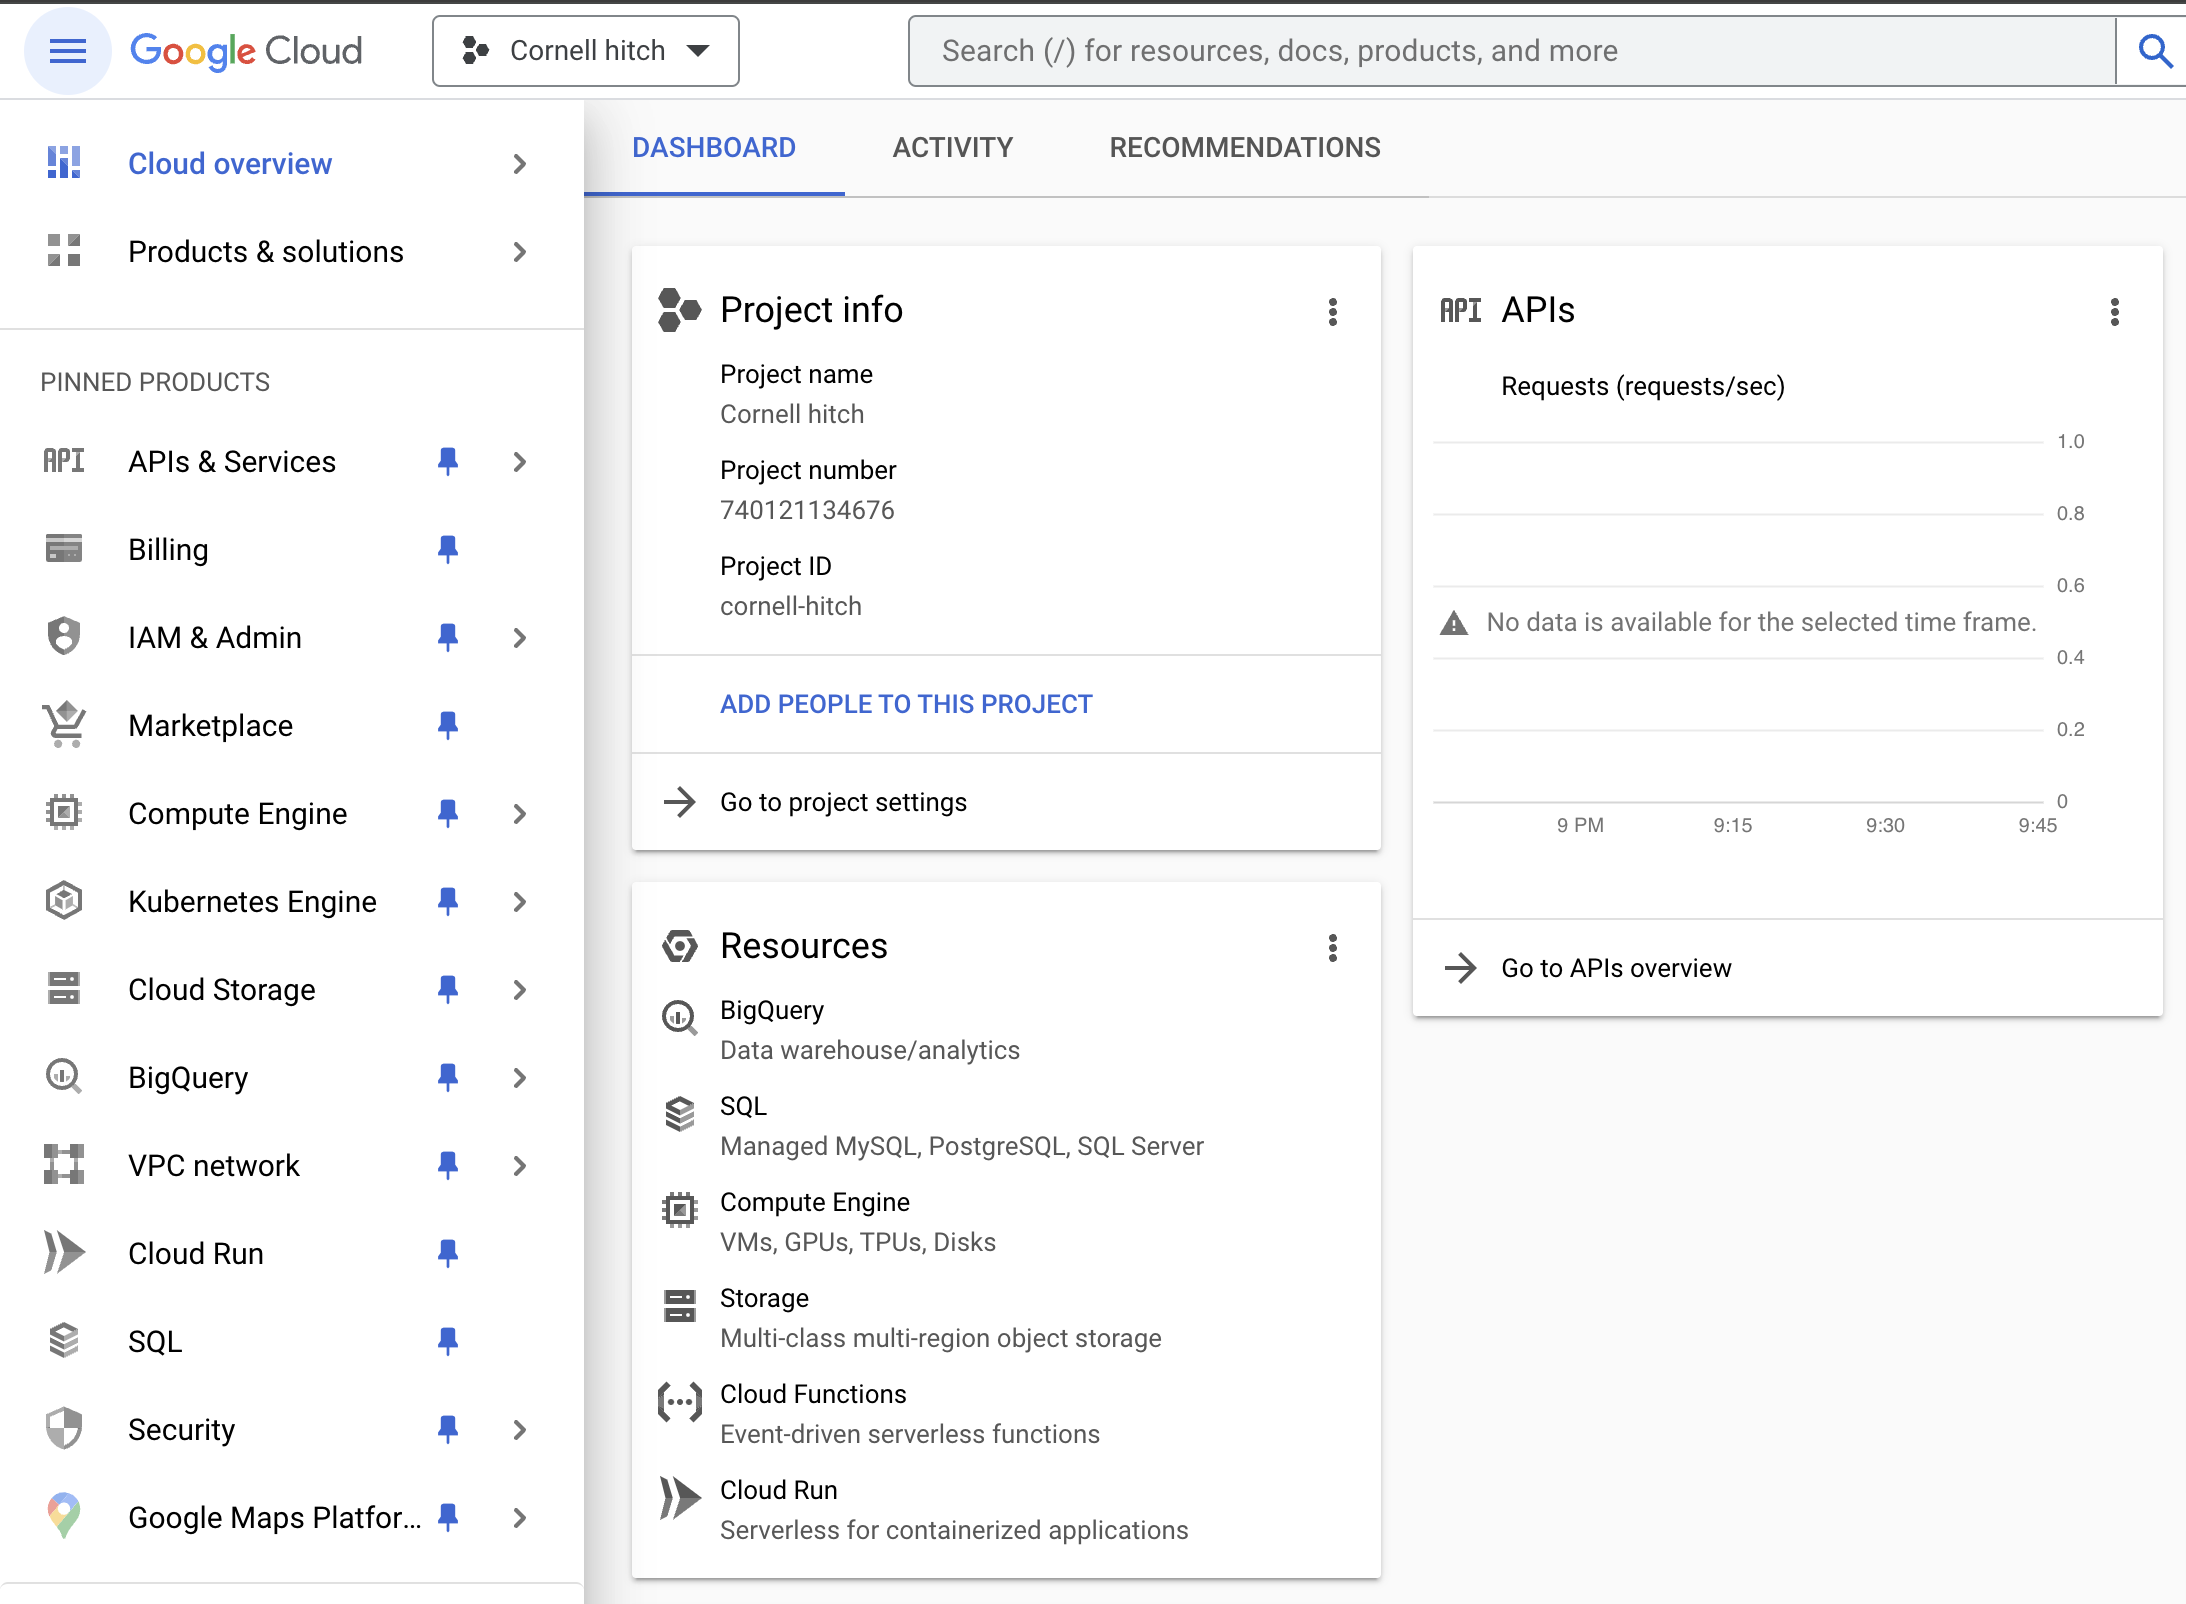 Google Cloud
Cornell hitch
Search (/) for resources, docs, products, and more
Cloud overview
Products & solutions
PINNED PRODUCTS
API APIs & Services
Billing
IAM & Admin
Marketplace
Compute Engine
Kubernetes Engine
Cloud Storage
BigQuery
VPC network
Cloud Run
SQL
Security
Google Maps Platfor...
DASHBOARD
ACTIVITY
RECOMMENDATIONS
Project info
Project name
Cornell hitch
Project number
740121134676
Project ID
cornell-hitch
ADD PEOPLE TO THIS PROJECT
Go to project settings
Resources
BigQuery
Data warehouse/analytics
SQL
Managed MySQL, PostgreSQL, SQL Server
Compute Engine
VMs, GPUs, TPUs, Disks
Storage
Multi-class multi-region object storage
Cloud Functions
Event-driven serverless functions
Cloud Run
Serverless for containerized applications
API APIs
Requests (requests/sec)
1.0
0.8
0.6
No data is available for the selected time frame.
0.4
0.2
0
9 PM
9:15
9:30
9:45
Go to APIs overview